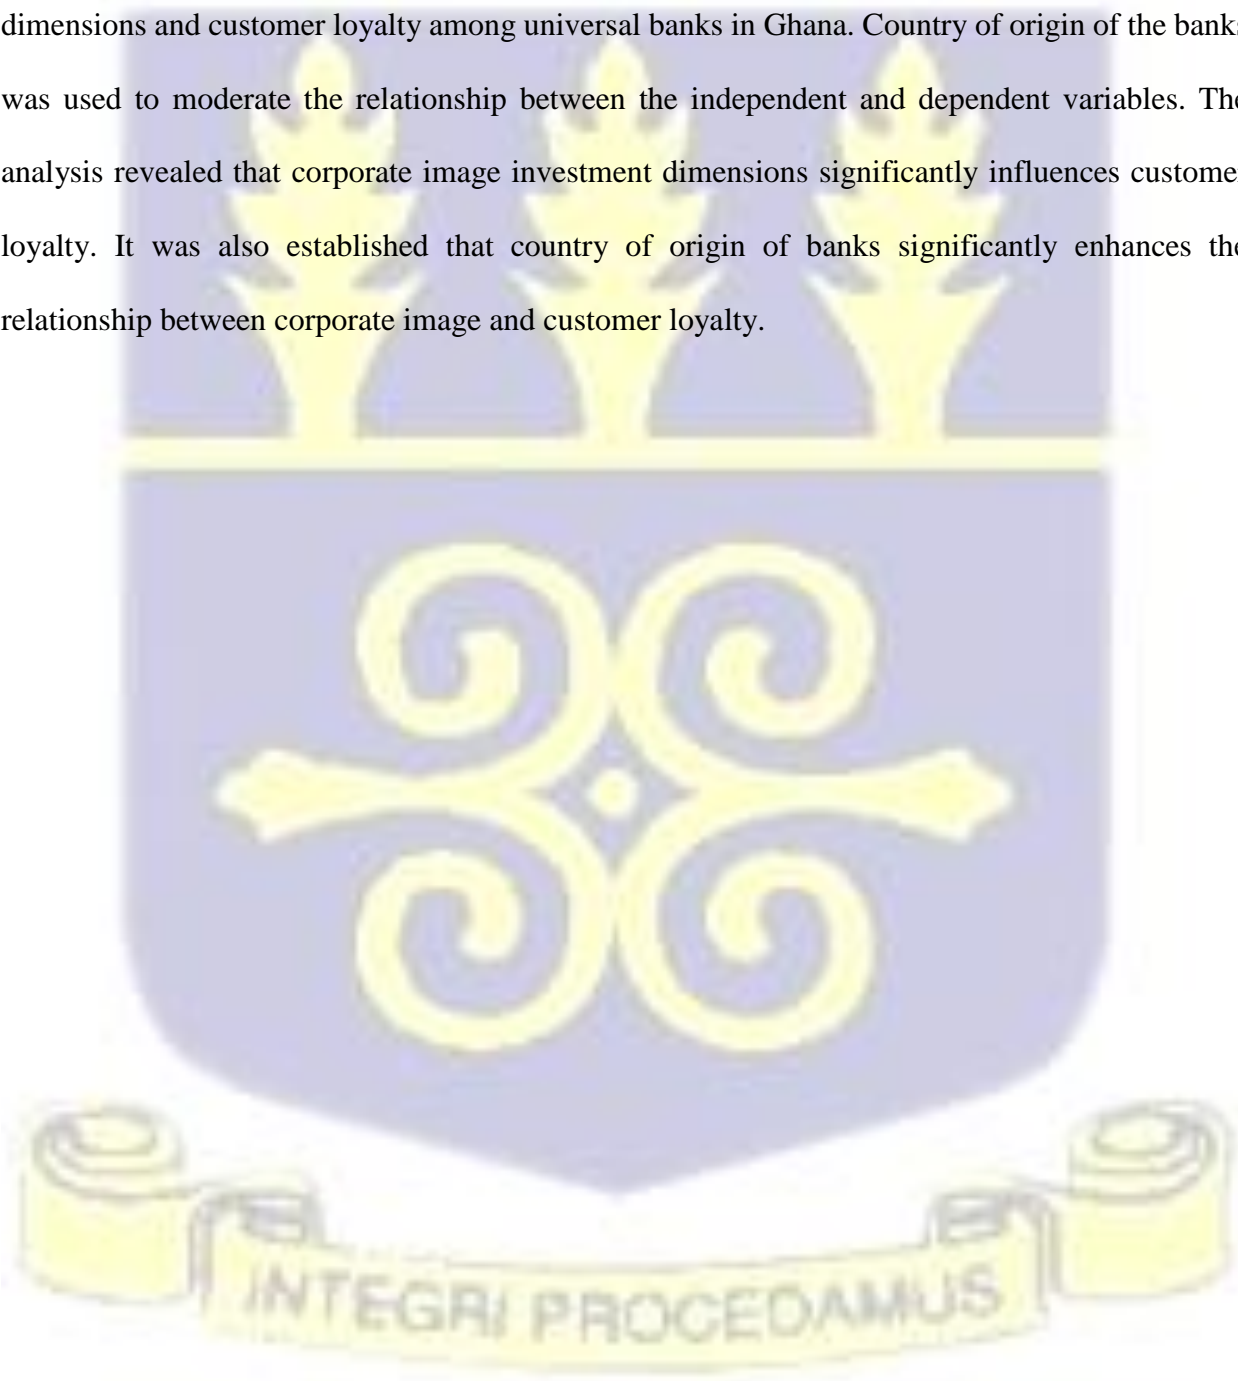 dimensions and customer loyalty among universal banks in Ghana. Country of origin of the banks
was used to moderate the relationship between the independent and dependent variables. The
analysis revealed that corporate image investment dimensions significantly influences customer
loyalty. It was also established that country of origin of banks significantly enhances the
relationship between corporate image and customer loyalty.
INTEGRI PROCEDAMUS